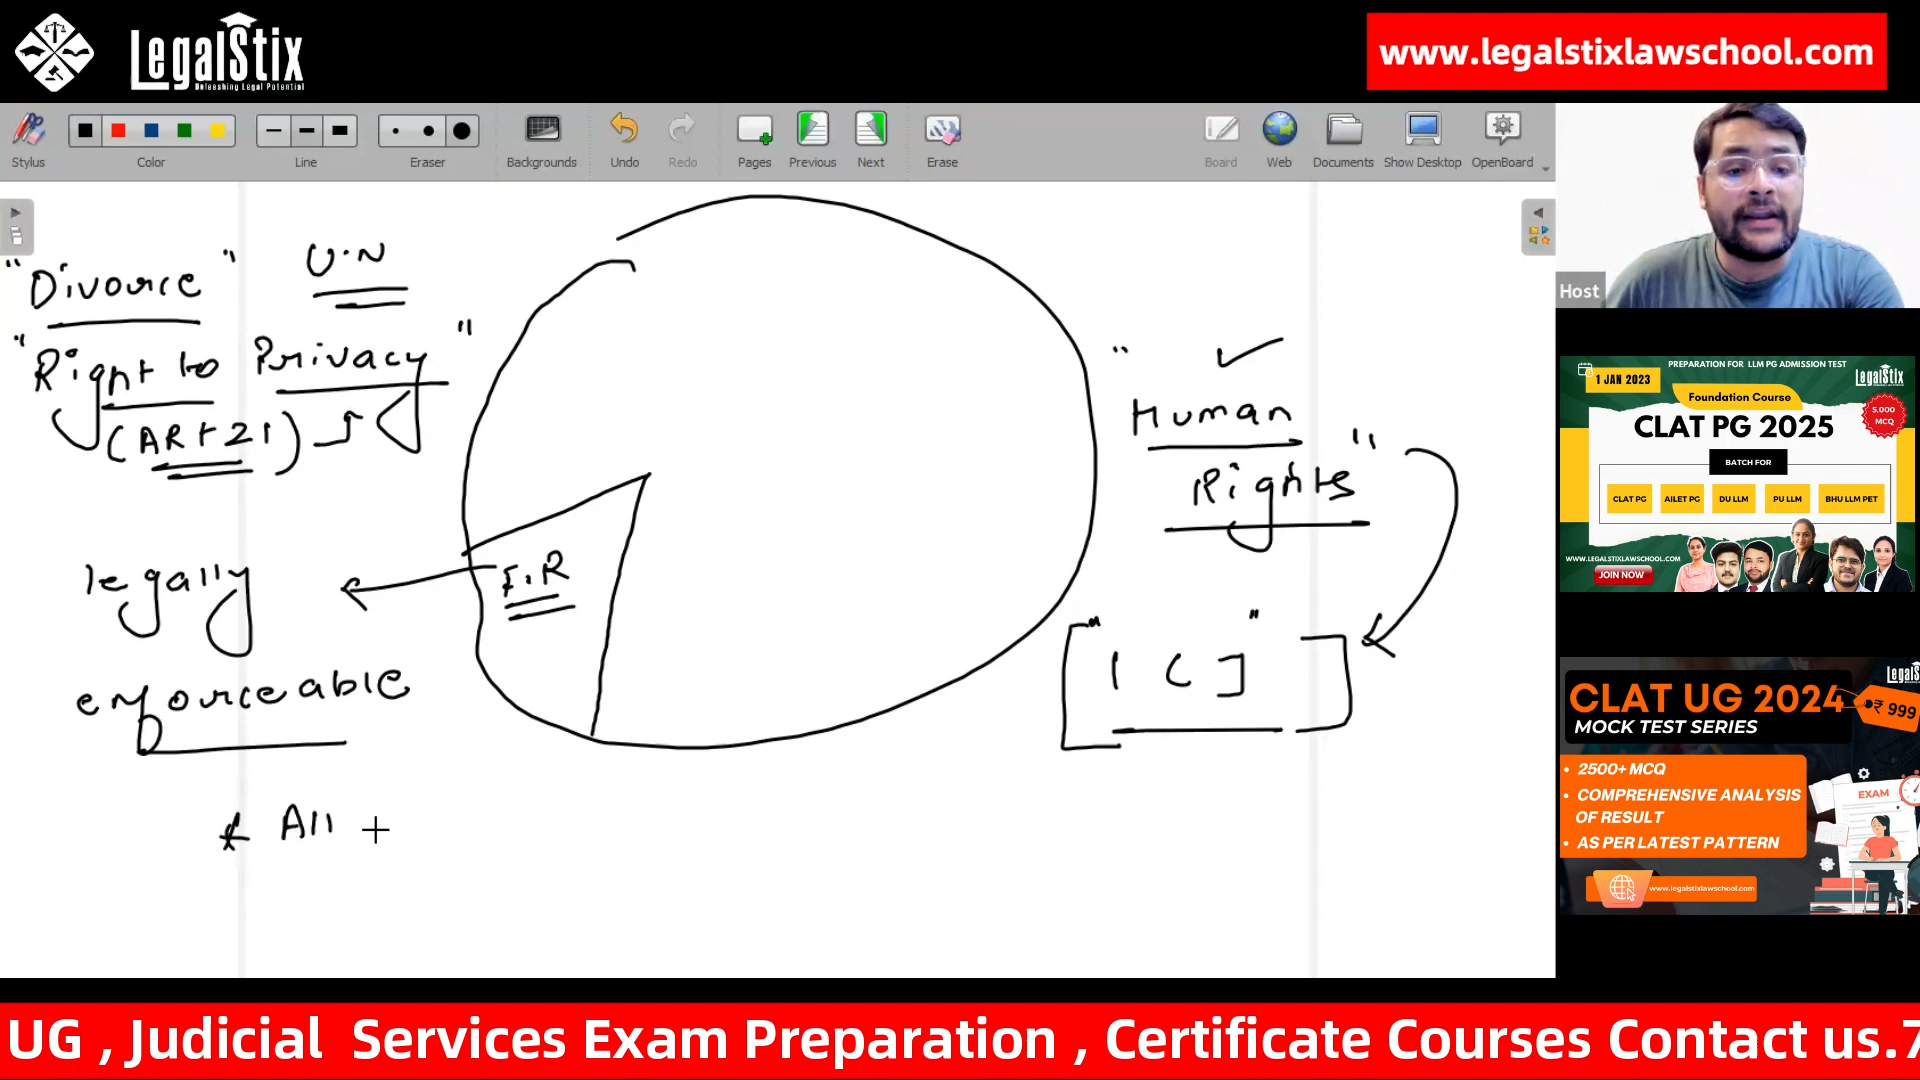 LegalStix
Unleashing Legal Potential
www.legalstixlawschool.com
Stylus
Color
Line
Eraser
Backgrounds
Undo
Redo
Pages
Previous
Next
Erase
Board
Web
Documents
Show Desktop
OpenBoard
"Divorce"
U.N
"Right to Privacy"
(ART 21)
F.R
legally
enforceable
* All
" Human
Rights"
[" I C J " ]
Host
PREPARATION FOR LLM PG ADMISSION TEST
1 JAN 2023
LegalStix
Foundation Course
5,000
MCQ
CLAT PG 2025
BATCH FOR
CLAT PG
AILET PG
DU LLM
PU LLM
BHU LLM PET
WWW.LEGALSTIXLAWSCHOOL.COM
JOIN NOW
LegalS
CLAT UG 2024
₹ 999
MOCK TEST SERIES
• 2500+ MCQ
• COMPREHENSIVE ANALYSIS
OF RESULT
• AS PER LATEST PATTERN
EXAM
www.legalstixlawschool.com
UG , Judicial Services Exam Preparation , Certificate Courses Contact us.7